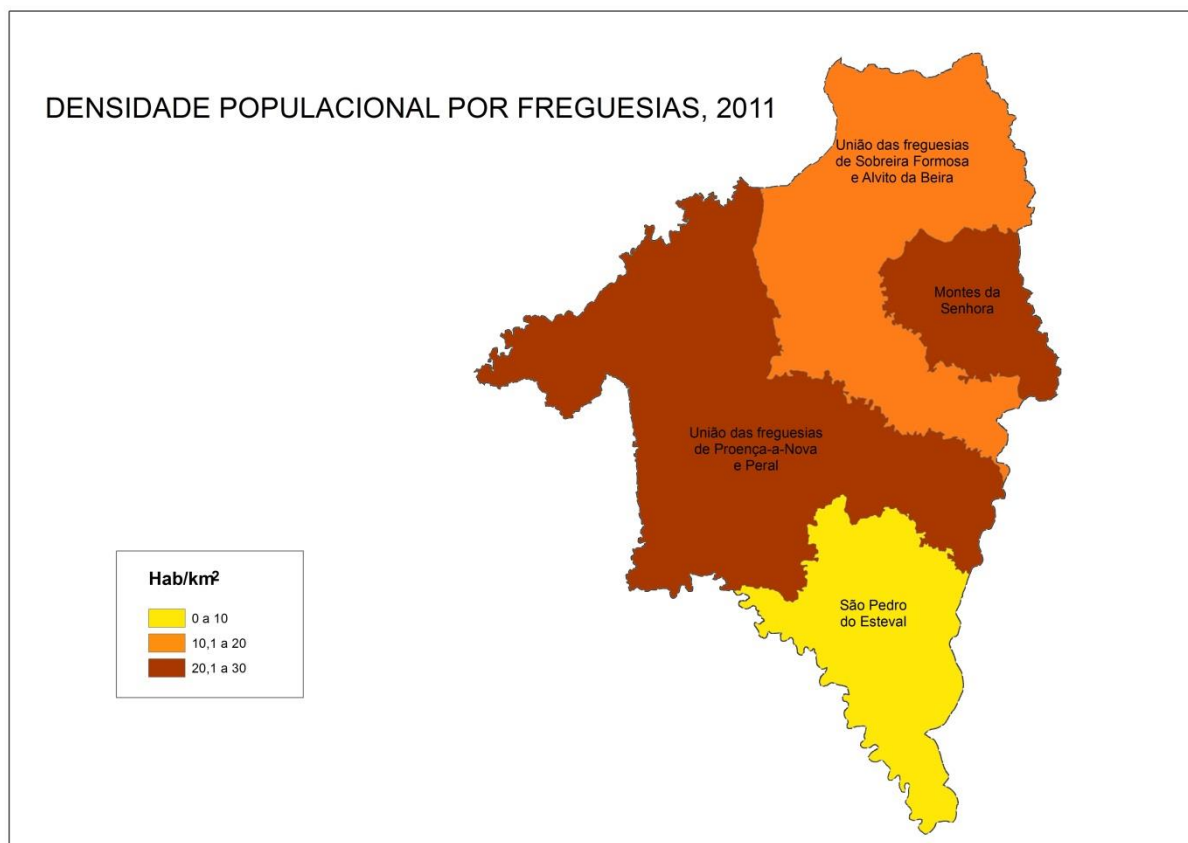 DENSIDADE POPULACIONAL POR FREGUESIAS, 2011
União das freguesias
de Sobreira Formosa
e Alvito da Beira
Montes da
Senhora
União das freguesias
de Proença-a-Nova
e Peral
São Pedro
do Esteval
Hab/km²
0 a 10
10,1 a 20
20,1 a 30